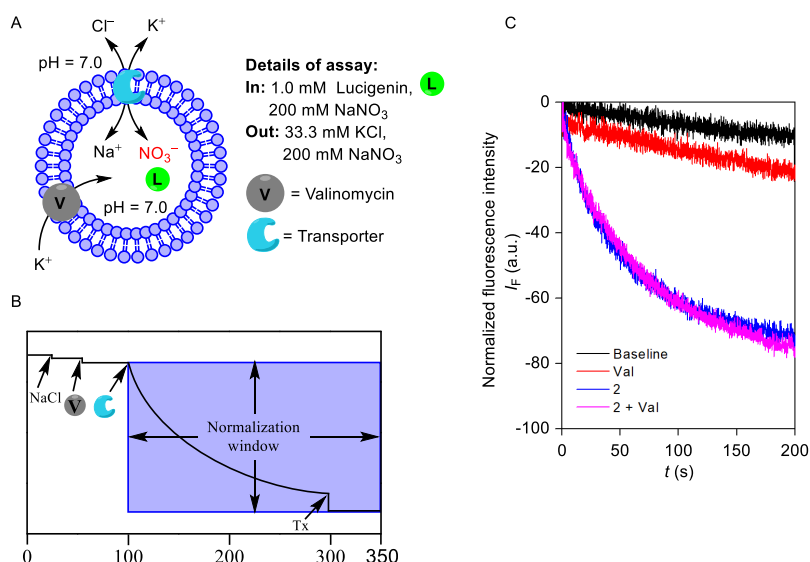 A
Cl⁻
K⁺
pH = 7.0
Na⁺
NO₃⁻
L
V
pH = 7.0
K⁺
Details of assay:
In: 1.0 mM Lucigenin, L
200 mM NaNO₃
Out: 33.3 mM KCl,
200 mM NaNO₃
V = Valinomycin
= Transporter
B
NaCl
V
Normalization
window
Tx
0 100 200 300 350
C
Normalized fluorescence intensity
I_F (a.u.)
0
-20
-40
-60
-80
-100
Baseline
Val
2
2 + Val
0 50 100 150 200
t (s)